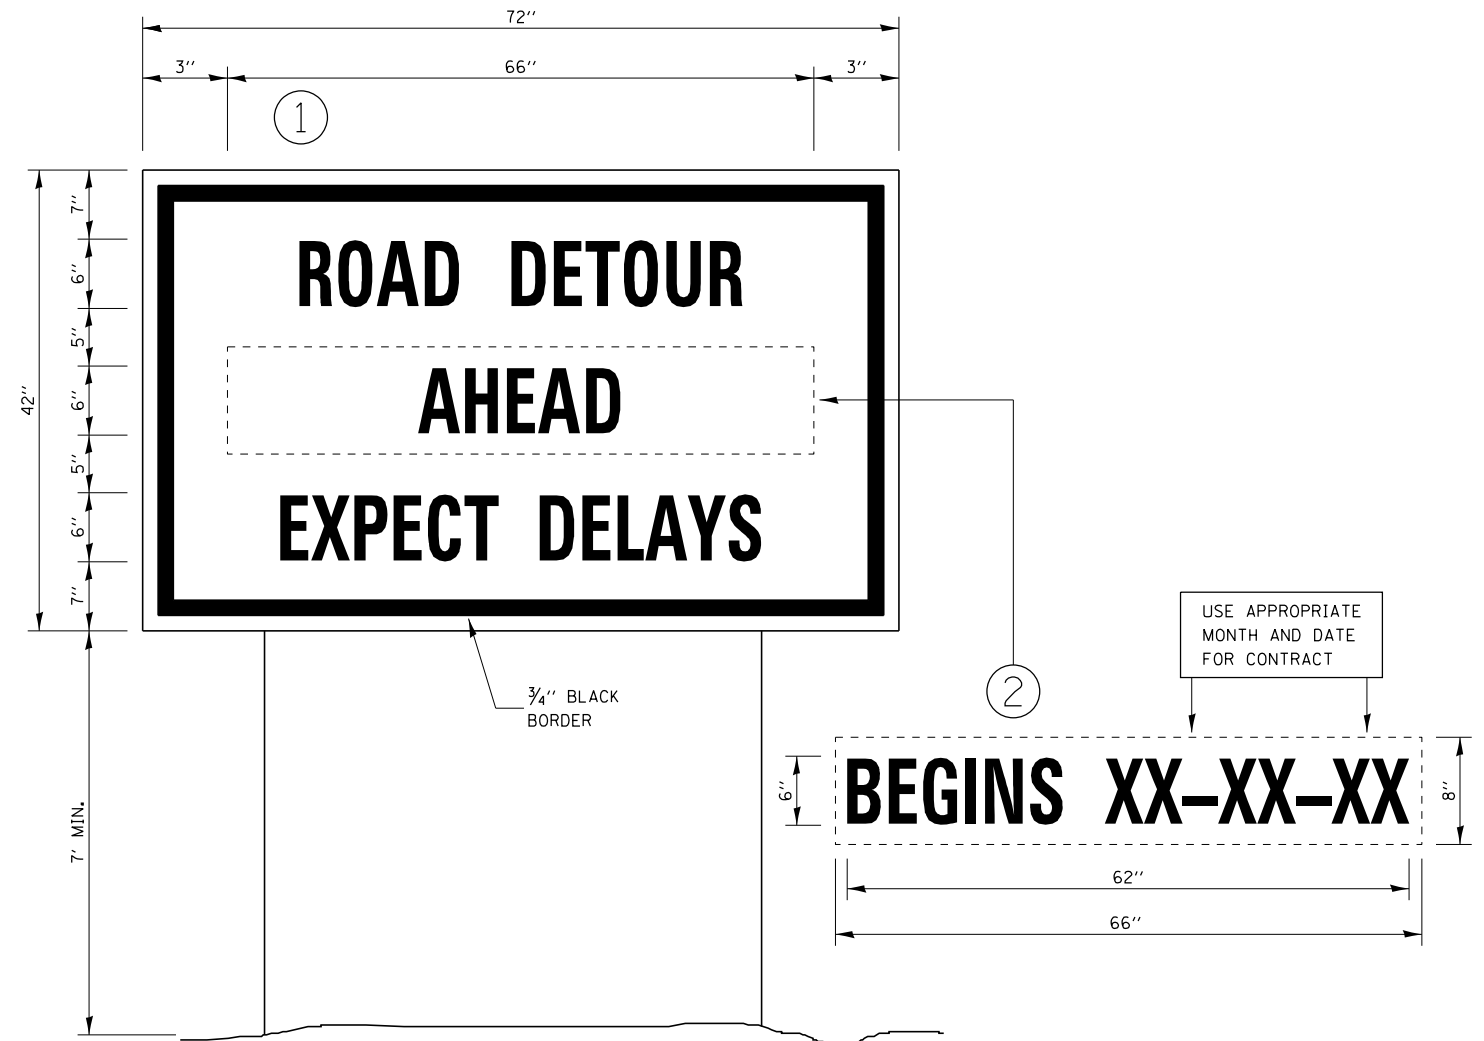 72''
3'' 66'' 3''
1
7''
6''
5''
6''
5''
6''
7''
42''
ROAD DETOUR
AHEAD
EXPECT DELAYS
3/4'' BLACK
BORDER
7' MIN.
2
USE APPROPRIATE
MONTH AND DATE
FOR CONTRACT
6''
BEGINS XX-XX-XX
8''
62''
66''